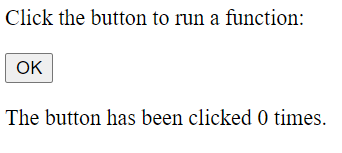 Click the button to run a function:
OK
The button has been clicked 0 times.